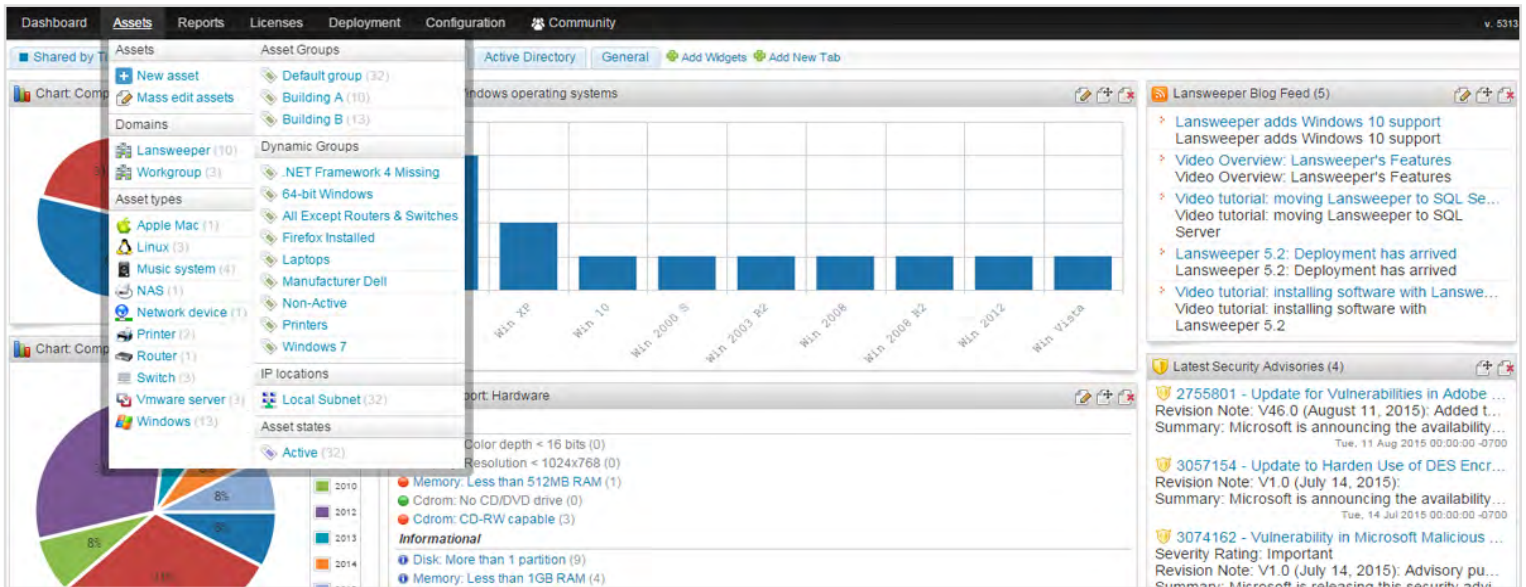 Dashboard Assets Reports Licenses Deployment Configuration Community
v. 5313
Shared by T
Active Directory General Add Widgets Add New Tab
Assets
New asset
Mass edit assets
Domains
Lansweeper (10)
Workgroup (3)
Asset types
Apple Mac (1)
Linux (3)
Music system (4)
NAS (1)
Network device (1)
Printer (2)
Router (1)
Switch (3)
Vmware server (3)
Windows (13)
Asset Groups
Default group (32)
Building A (10)
Building B (13)
Dynamic Groups
.NET Framework 4 Missing
64-bit Windows
All Except Routers & Switches
Firefox Installed
Laptops
Manufacturer Dell
Non-Active
Printers
Windows 7
IP locations
Local Subnet (32)
Asset states
Active (32)
Chart: Comp
Chart: Comp
8%
8%
2010
2012
2013
2014
indows operating systems
Win XP
Win 10
Win 2000 S
Win 2003 R2
Win 2008
Win 2008 R2
Win 2012
Win Vista
port: Hardware
Color depth < 16 bits (0)
Resolution < 1024x768 (0)
Memory: Less than 512MB RAM (1)
Cdrom: No CD/DVD drive (0)
Cdrom: CD-RW capable (3)
Informational
Disk: More than 1 partition (9)
Memory: Less than 1GB RAM (4)
Lansweeper Blog Feed (5)
Lansweeper adds Windows 10 support
Lansweeper adds Windows 10 support
Video Overview: Lansweeper's Features
Video Overview: Lansweeper's Features
Video tutorial: moving Lansweeper to SQL Se...
Video tutorial: moving Lansweeper to SQL
Server
Lansweeper 5.2: Deployment has arrived
Lansweeper 5.2: Deployment has arrived
Video tutorial: installing software with Lanswe...
Video tutorial: installing software with
Lansweeper 5.2
Latest Security Advisories (4)
2755801 - Update for Vulnerabilities in Adobe ...
Revision Note: V46.0 (August 11, 2015): Added t...
Summary: Microsoft is announcing the availability...
Tue, 11 Aug 2015 00:00:00 -0700
3057154 - Update to Harden Use of DES Encr...
Revision Note: V1.0 (July 14, 2015):
Summary: Microsoft is announcing the availability...
Tue, 14 Jul 2015 00:00:00 -0700
3074162 - Vulnerability in Microsoft Malicious ...
Severity Rating: Important
Revision Note: V1.0 (July 14, 2015): Advisory pu...
Summary: Microsoft is releasing this security advi...